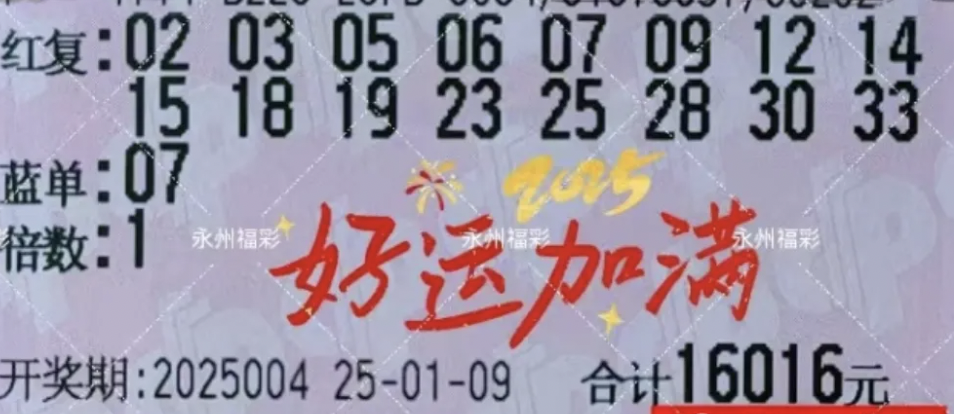 红复:02 03 05 06 07 09 12 14
15 18 19 23 25 28 30 33
蓝单:07
2025
倍数:1
永州福彩 永州福彩 永州福彩
好运加满
开奖期:2025004 25-01-09 合计16016元